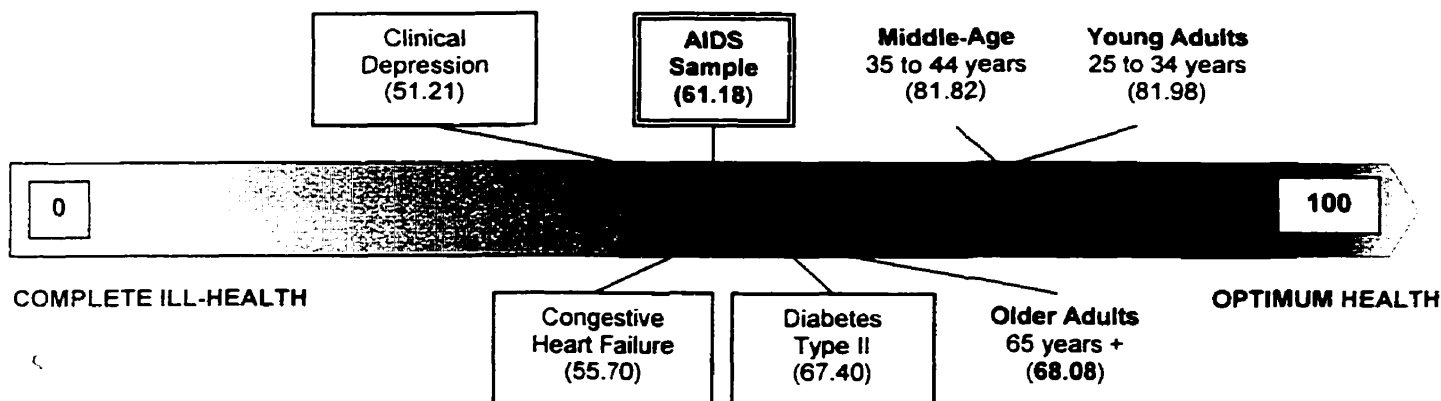 Clinical
Depression
(51.21)
AIDS
Sample
(61.18)
Middle-Age
35 to 44 years
(81.82)
Young Adults
25 to 34 years
(81.98)
0
100
COMPLETE ILL-HEALTH
OPTIMUM HEALTH
Congestive
Heart Failure
(55.70)
Diabetes
Type II
(67.40)
Older Adults
65 years +
(68.08)